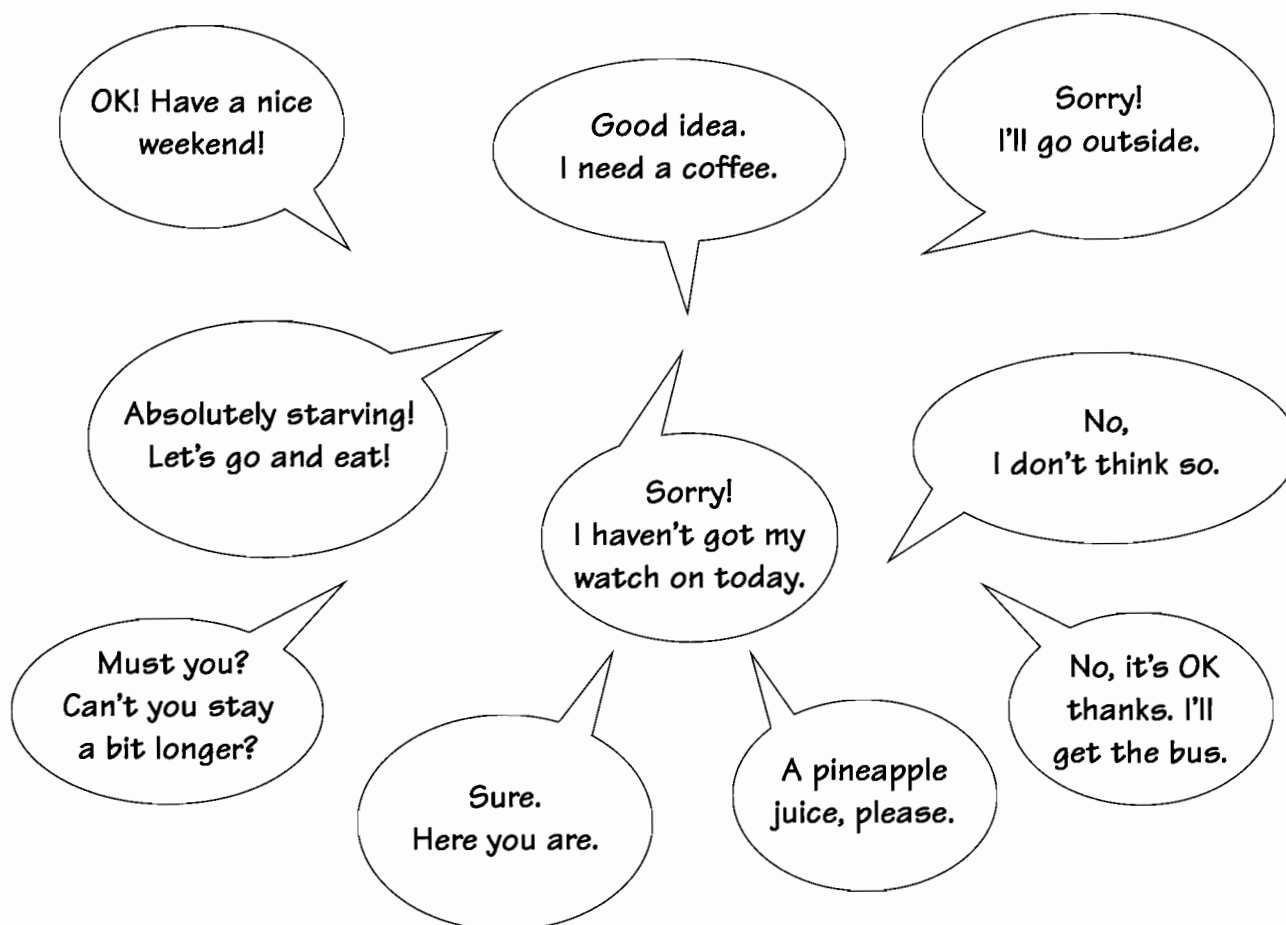 OK! Have a nice
weekend!
Good idea.
I need a coffee.
Sorry!
I'll go outside.
Absolutely starving!
Let's go and eat!
Sorry!
I haven't got my
watch on today.
No,
I don't think so.
Must you?
Can't you stay
a bit longer?
Sure.
Here you are.
A pineapple
juice, please.
No, it's OK
thanks. I'll
get the bus.